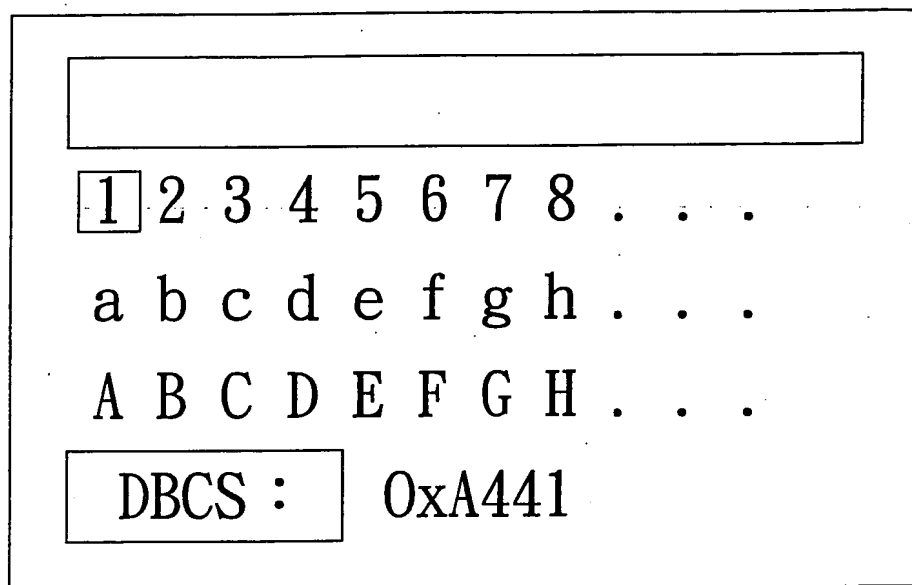 1 2 3 4 5 6 7 8 . . .
a b c d e f g h . . .
A B C D E F G H . . .
DBCS : 0xA441